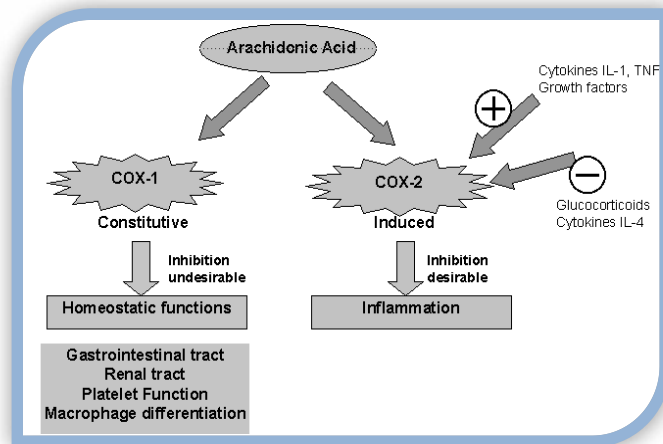 Arachidonic Acid
Cytokines IL-1, TNF
Growth factors
+
COX-1
COX-2
−
Constitutive
Induced
Glucocorticoids
Cytokines IL-4
Inhibition
undesirable
Inhibition
desirable
Homeostatic functions
Inflammation
Gastrointestinal tract
Renal tract
Platelet Function
Macrophage differentiation